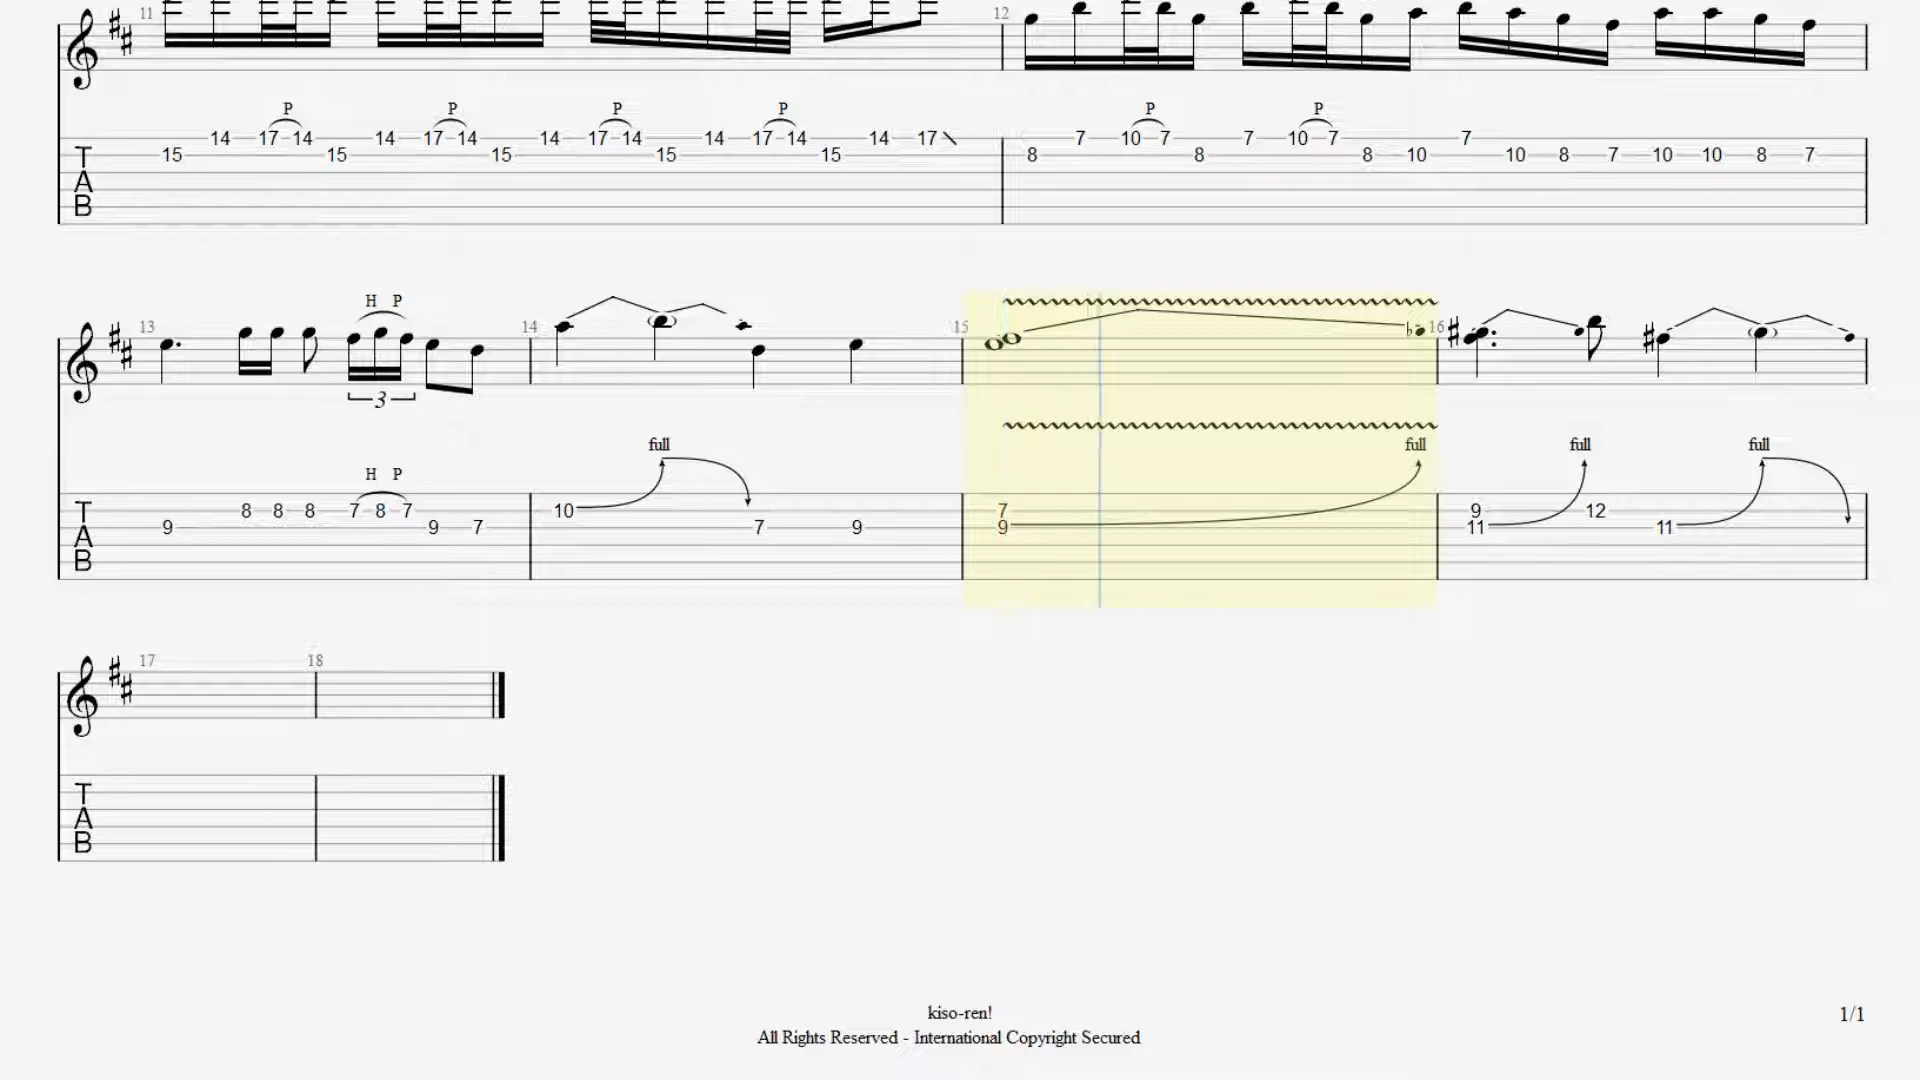 11 12
P P P P P P
14 17 14 14 17 14 14 17 14 14 17 14 14 17 7 10 7 7 10 7 7
T 15 15 15 15 15 8 8 8 10 10 8 7 10 10 8 7
A
B
H P
13 14 15 16
3
full full full full
H P
T 8 8 8 7 8 7 10 7 9 12
9 9 7 7 9 9 11 11
A
B
17 18
T
A
B
kiso-ren!
All Rights Reserved - International Copyright Secured
1/1